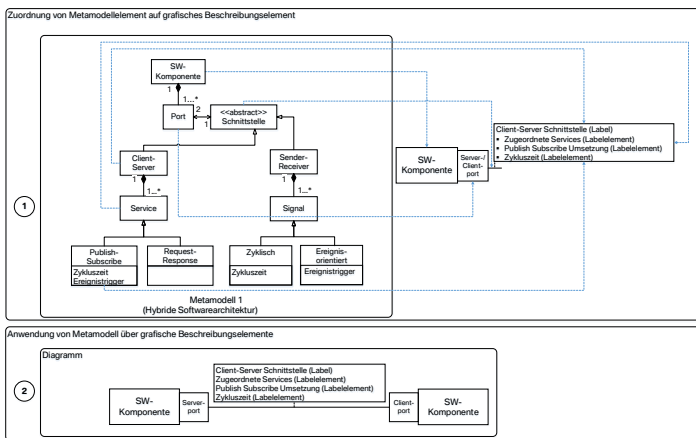 Zuordnung von Metamodellelement auf grafisches Beschreibungselement
SW-
Komponente
1
1...*
Port
2
1
<<abstract>>
Schnittstelle
Client-
Server
1
1...*
Service
Sender-
Receiver
1
1...*
Signal
Publish-
Subscribe
Zykluszeit
Ereignistrigger
Request-
Response
Zyklisch
Zykluszeit
Ereignis-
orientiert
Ereignistrigger
Metamodell 1
(Hybride Softwarearchitektur)
1
SW-
Komponente
Server-/
Client-
port
Client-Server Schnittstelle (Label)
▪ Zugeordnete Services (Labelelement)
▪ Publish Subscribe Umsetzung (Labelelement)
▪ Zykluszeit (Labelelement)
Anwendung von Metamodell über grafische Beschreibungselemente
Diagramm
2
SW-
Komponente
Server-
port
Client-Server Schnittstelle (Label)
Zugeordnete Services (Labelelement)
Publish Subscribe Umsetzung (Labelelement)
Zykluszeit (Labelelement)
Client-
port
SW-
Komponente